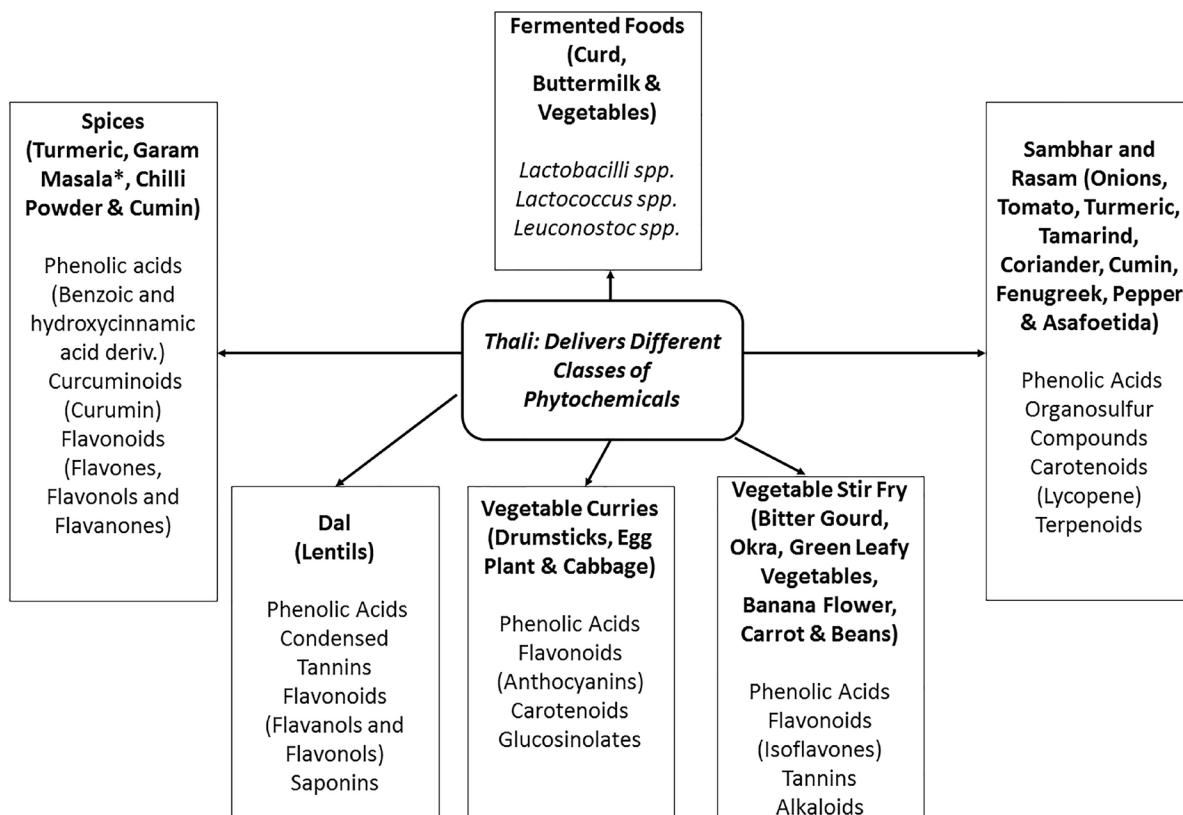 Fermented Foods
(Curd,
Buttermilk &
Vegetables)
Lactobacilli spp.
Lactococcus spp.
Leuconostoc spp.
Spices
(Turmeric, Garam
Masala*, Chilli
Powder & Cumin)
Phenolic acids
(Benzoic and
hydroxycinnamic
acid deriv.)
Curcuminoids
(Curumin)
Flavonoids
(Flavones,
Flavonols and
Flavanones)
Thali: Delivers Different
Classes of
Phytochemicals
Sambhar and
Rasam (Onions,
Tomato, Turmeric,
Tamarind,
Coriander, Cumin,
Fenugreek, Pepper
& Asafoetida)
Phenolic Acids
Organosulfur
Compounds
Carotenoids
(Lycopene)
Terpenoids
Dal
(Lentils)
Phenolic Acids
Condensed
Tannins
Flavonoids
(Flavanols and
Flavonols)
Saponins
Vegetable Curries
(Drumsticks, Egg
Plant & Cabbage)
Phenolic Acids
Flavonoids
(Anthocyanins)
Carotenoids
Glucosinolates
Vegetable Stir Fry
(Bitter Gourd,
Okra, Green Leafy
Vegetables,
Banana Flower,
Carrot & Beans)
Phenolic Acids
Flavonoids
(Isoflavones)
Tannins
Alkaloids